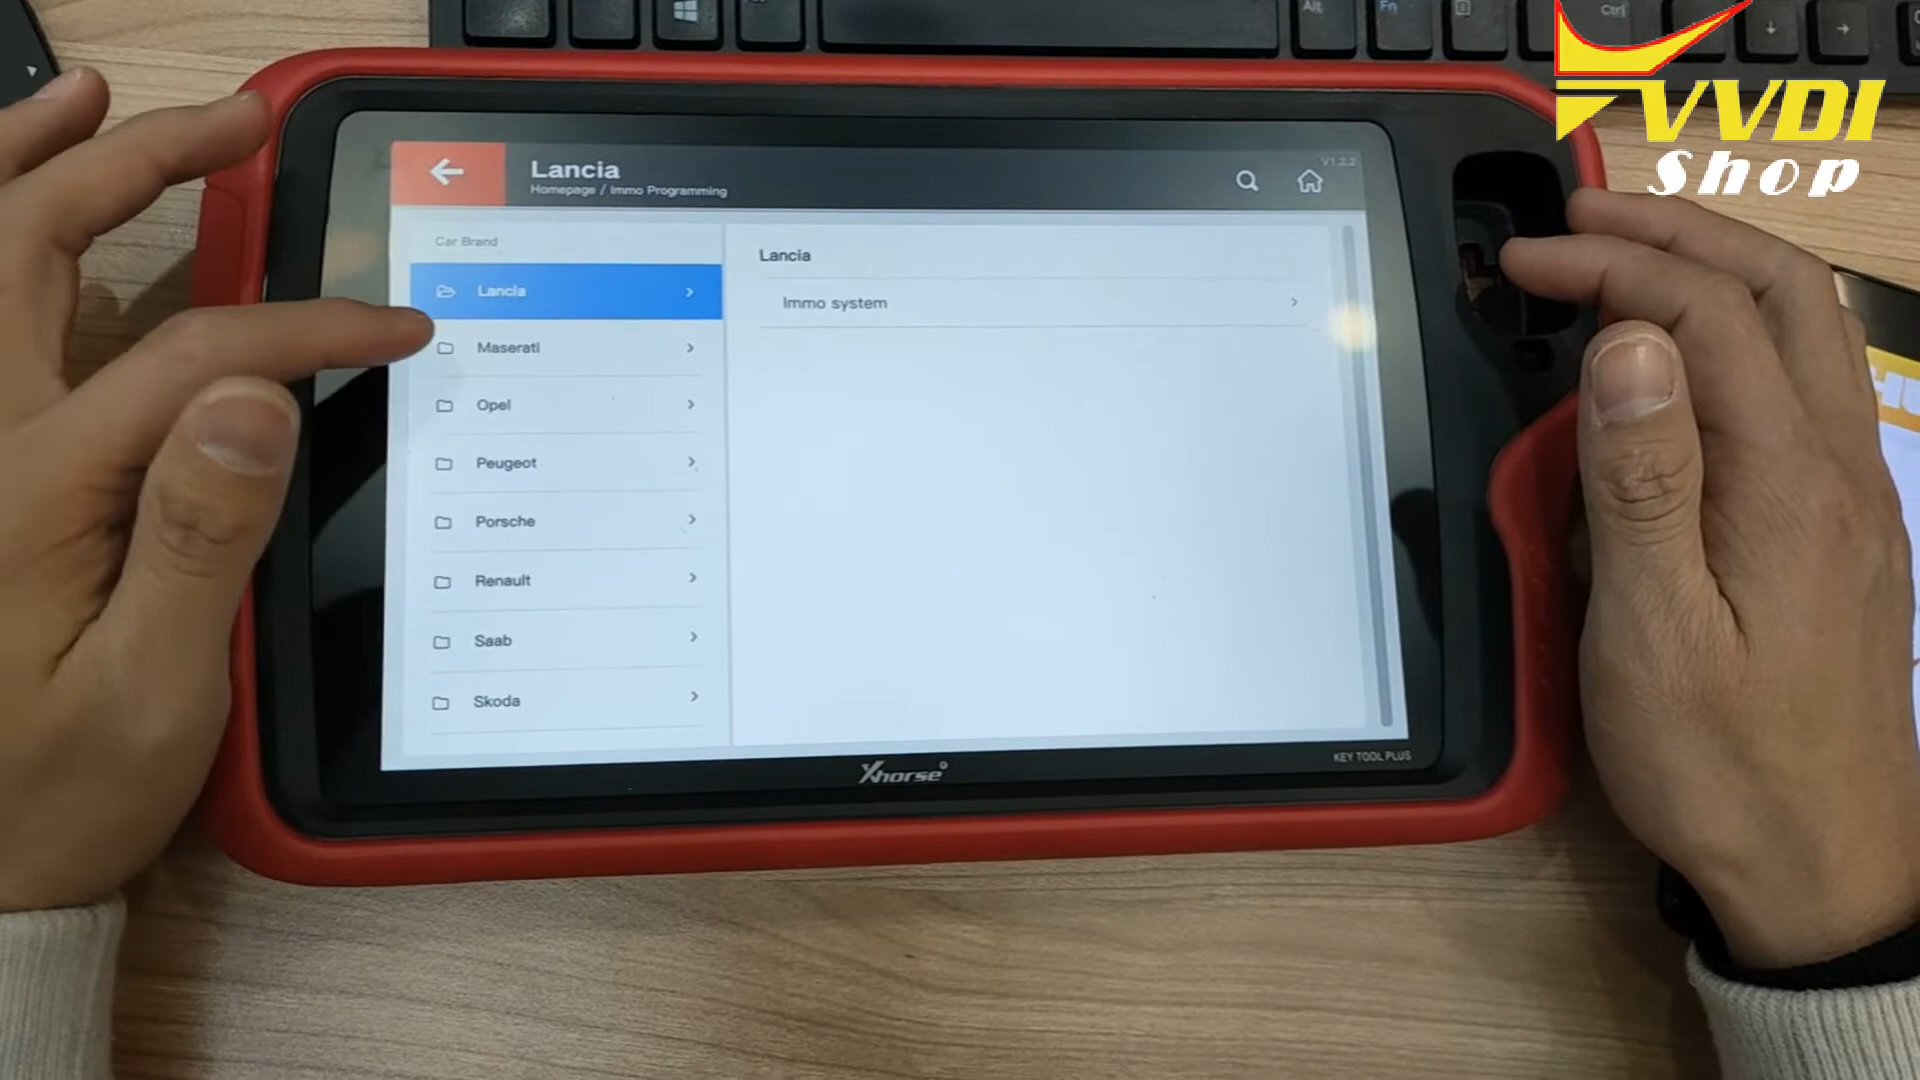 Alt
Fn
Ctrl
VVDI
Shop
Lancia
Homepage / Immo Programming
V1.2.2
Car Brand
Lancia
Maserati
Opel
Peugeot
Porsche
Renault
Saab
Skoda
Lancia
Immo system
Xhorse
KEY TOOL PLUS